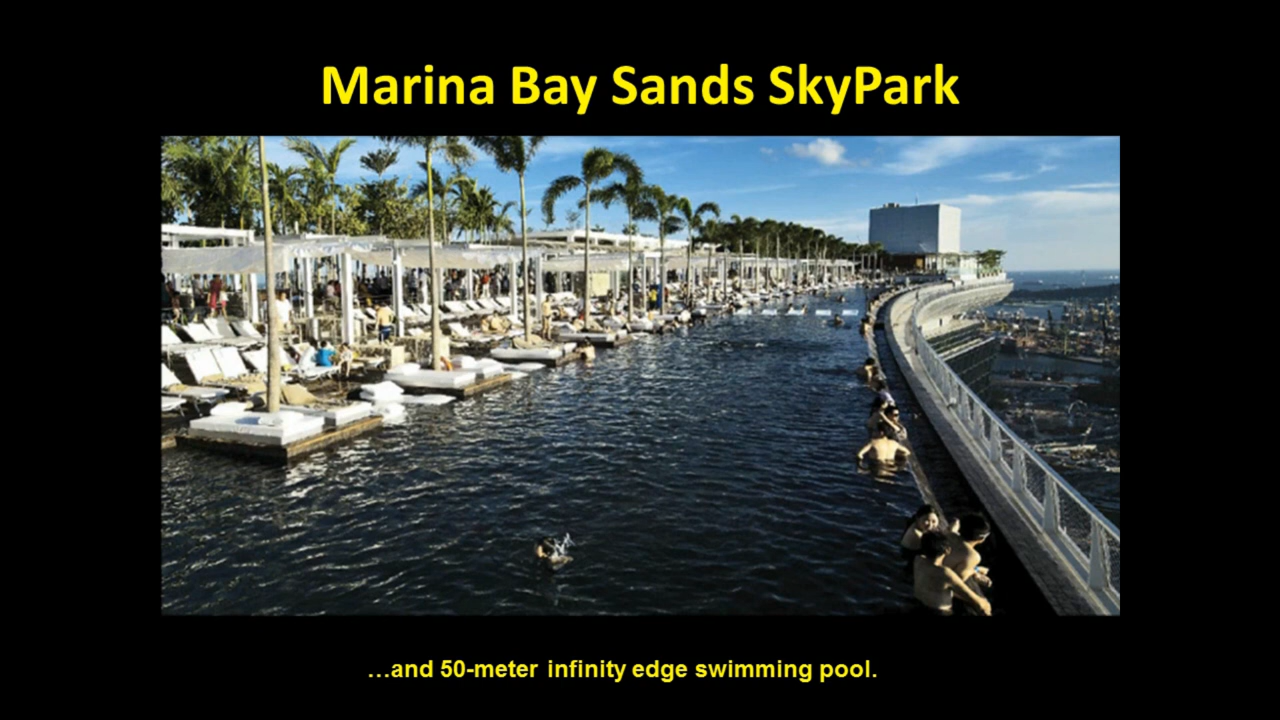 Marina Bay Sands SkyPark
…and 50-meter infinity edge swimming pool.